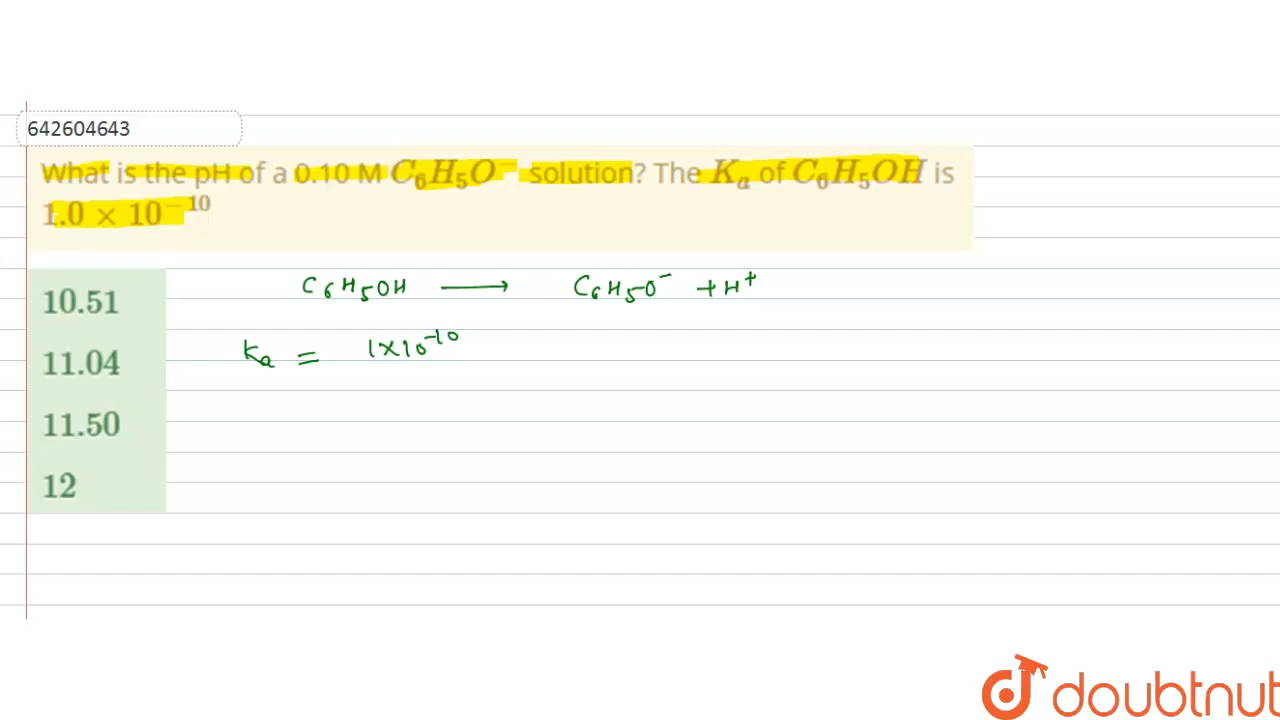 642604643
What is the pH of a 0.10 M C₆H₅O⁻ solution? The Kₐ of C₆H₅OH is
1.0 × 10⁻¹⁰
10.51
C₆H₅OH ⟶ C₆H₅O⁻ + H⁺
11.04
Kₐ = 1×10⁻¹⁰
11.50
12
doubtnut